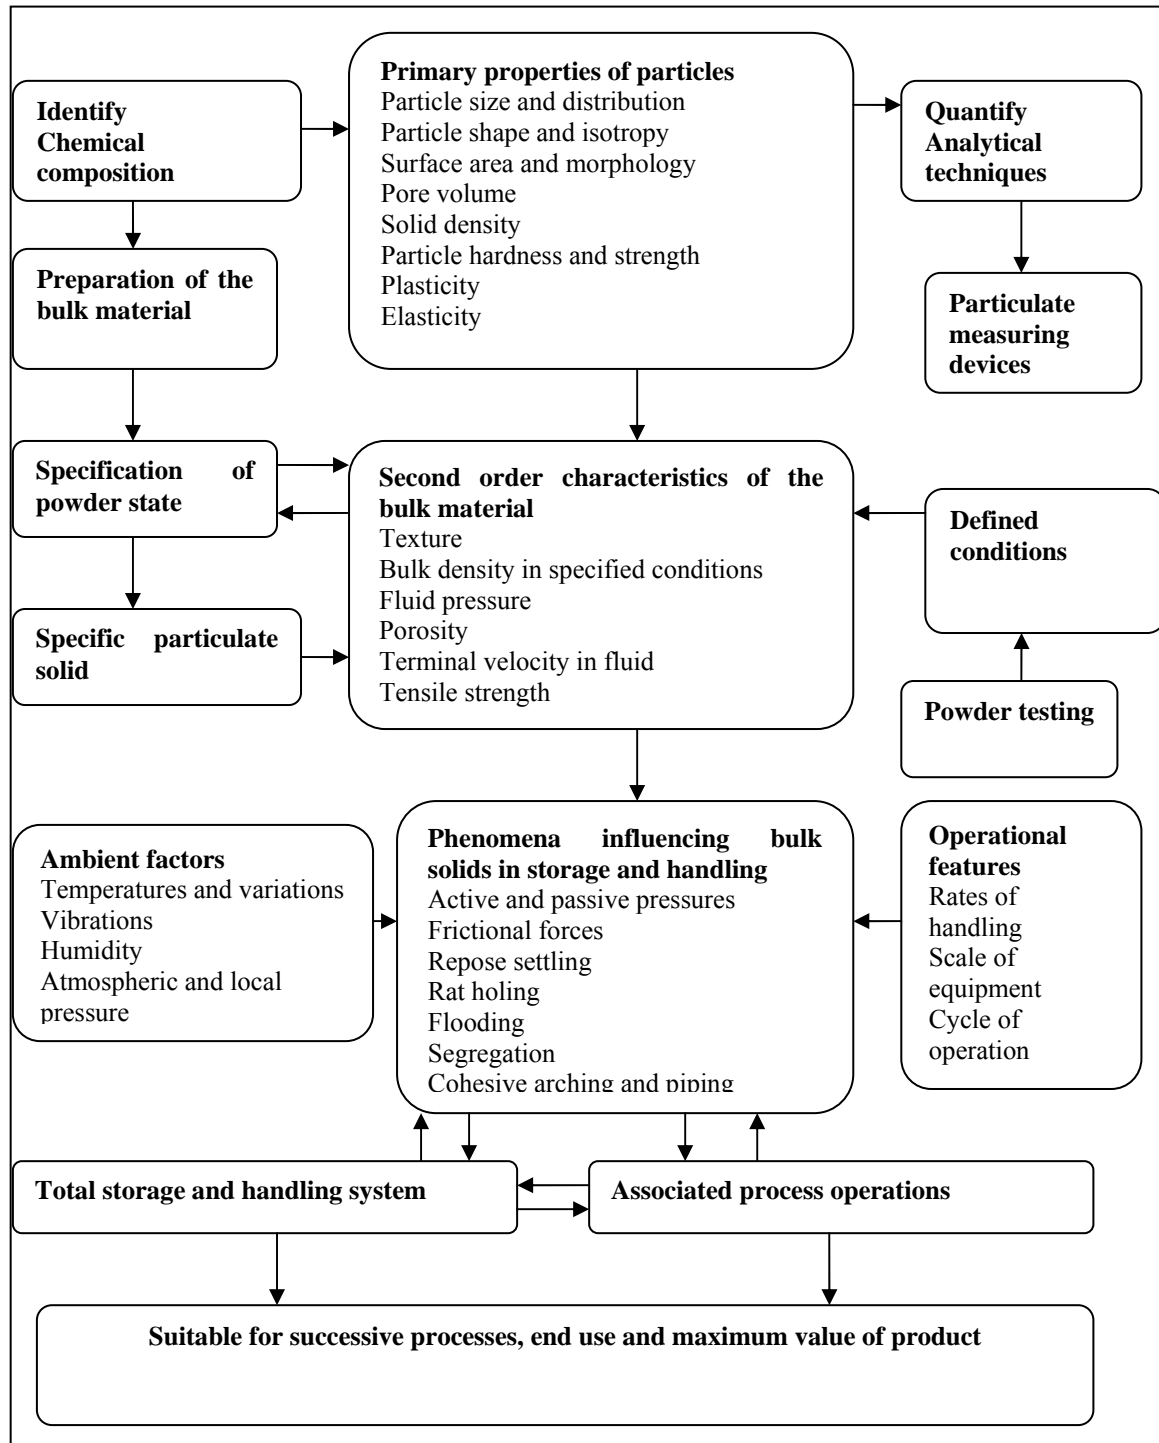 Identify
Chemical
composition
Primary properties of particles
Particle size and distribution
Particle shape and isotropy
Surface area and morphology
Pore volume
Solid density
Particle hardness and strength
Plasticity
Elasticity
Quantify
Analytical
techniques
Preparation of the
bulk material
Particulate
measuring
devices
Specification of
powder state
Second order characteristics of the
bulk material
Texture
Bulk density in specified conditions
Fluid pressure
Porosity
Terminal velocity in fluid
Tensile strength
Defined
conditions
Specific particulate
solid
Powder testing
Ambient factors
Temperatures and variations
Vibrations
Humidity
Atmospheric and local
pressure
Phenomena influencing bulk
solids in storage and handling
Active and passive pressures
Frictional forces
Repose settling
Rat holing
Flooding
Segregation
Cohesive arching and piping
Operational
features
Rates of
handling
Scale of
equipment
Cycle of
operation
Total storage and handling system
Associated process operations
Suitable for successive processes, end use and maximum value of product